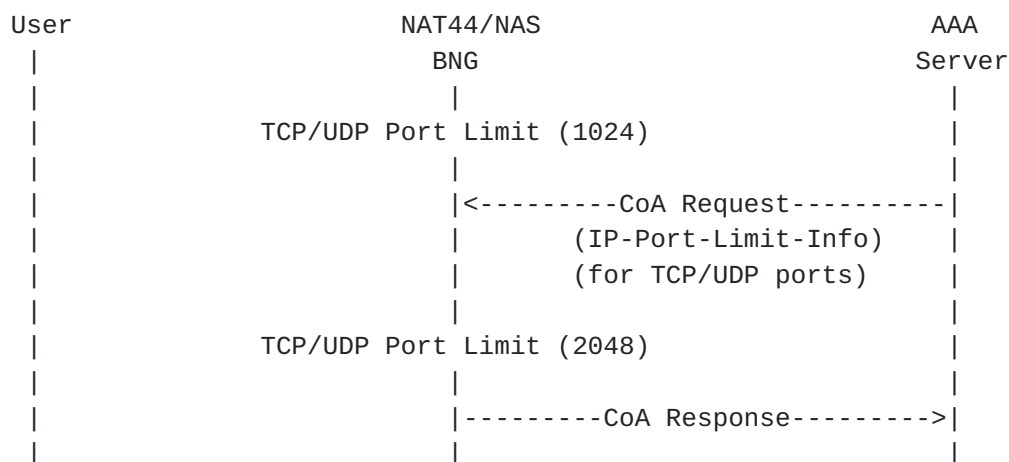 User                     NAT44/NAS                         AAA
 |                         BNG                            Server
 |                          |                               |
 |              TCP/UDP Port Limit (1024)                   |
 |                          |                               |
 |                          |<---------CoA Request----------|
 |                          |       (IP-Port-Limit-Info)    |
 |                          |       (for TCP/UDP ports)     |
 |                          |                               |
 |              TCP/UDP Port Limit (2048)                   |
 |                          |                               |
 |                          |---------CoA Response--------->|
 |                          |                               |